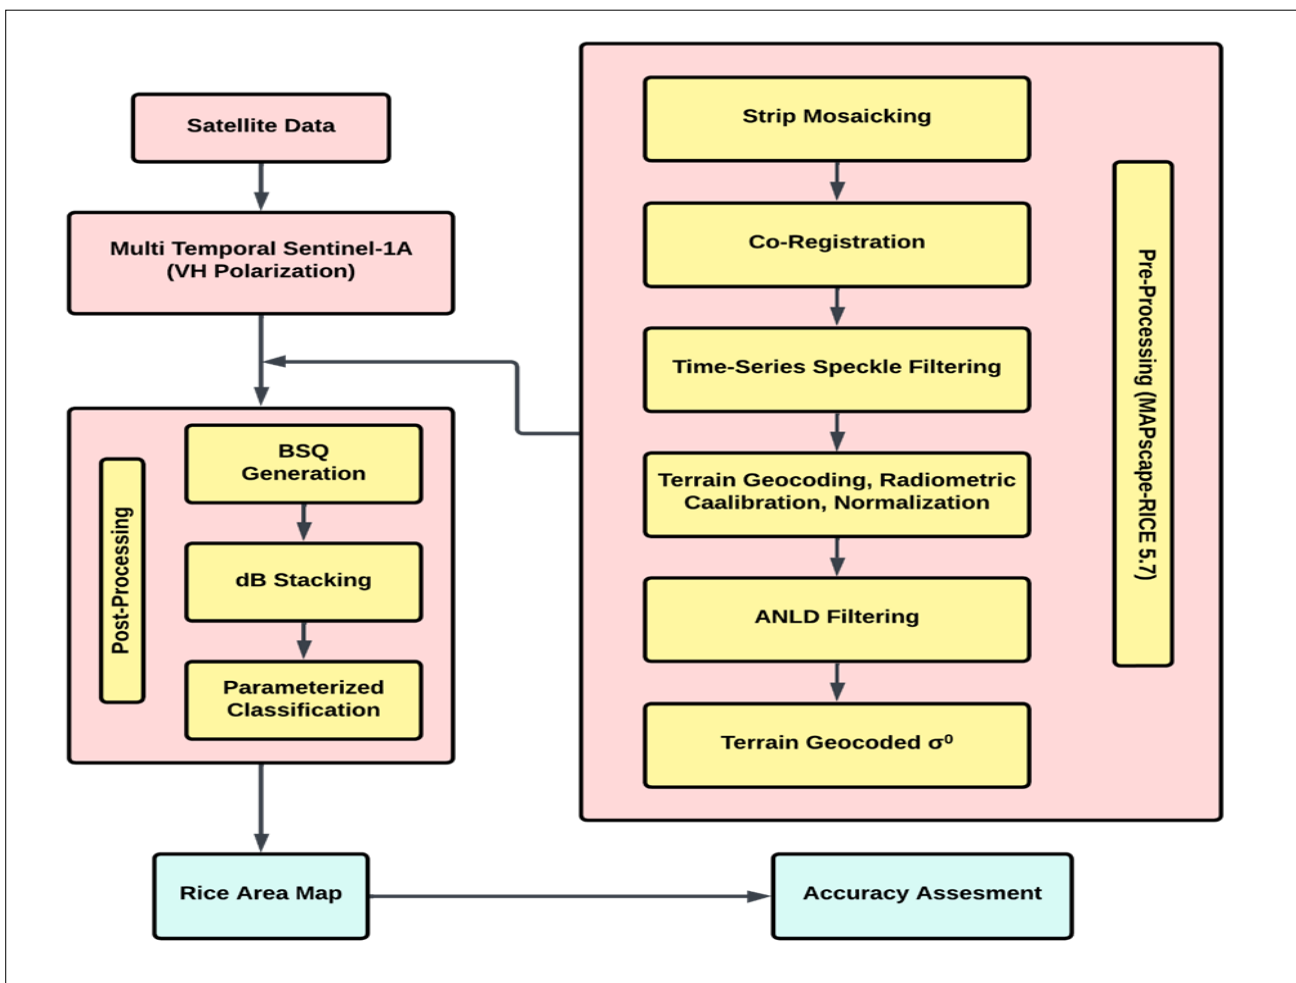 Satellite Data
Multi Temporal Sentinel-1A
(VH Polarization)
Post-Processing
BSQ
Generation
dB Stacking
Parameterized
Classification
Strip Mosaicking
Co-Registration
Time-Series Speckle Filtering
Terrain Geocoding, Radiometric
Caalibration, Normalization
ANLD Filtering
Terrain Geocoded σ⁰
Pre-Processing (MAPscape-RICE 5.7)
Rice Area Map
Accuracy Assesment